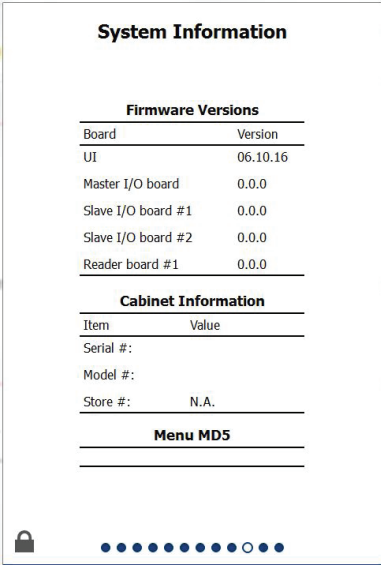 System Information
Firmware Versions
Board Version
UI 06.10.16
Master I/O board 0.0.0
Slave I/O board #1 0.0.0
Slave I/O board #2 0.0.0
Reader board #1 0.0.0
Cabinet Information
Item Value
Serial #:
Model #:
Store #: N.A.
Menu MD5